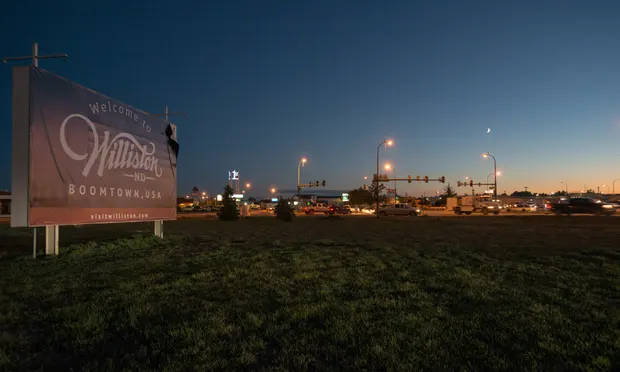 Welcome to
Williston
ND
BOOMTOWN, USA
visitwilliston.com